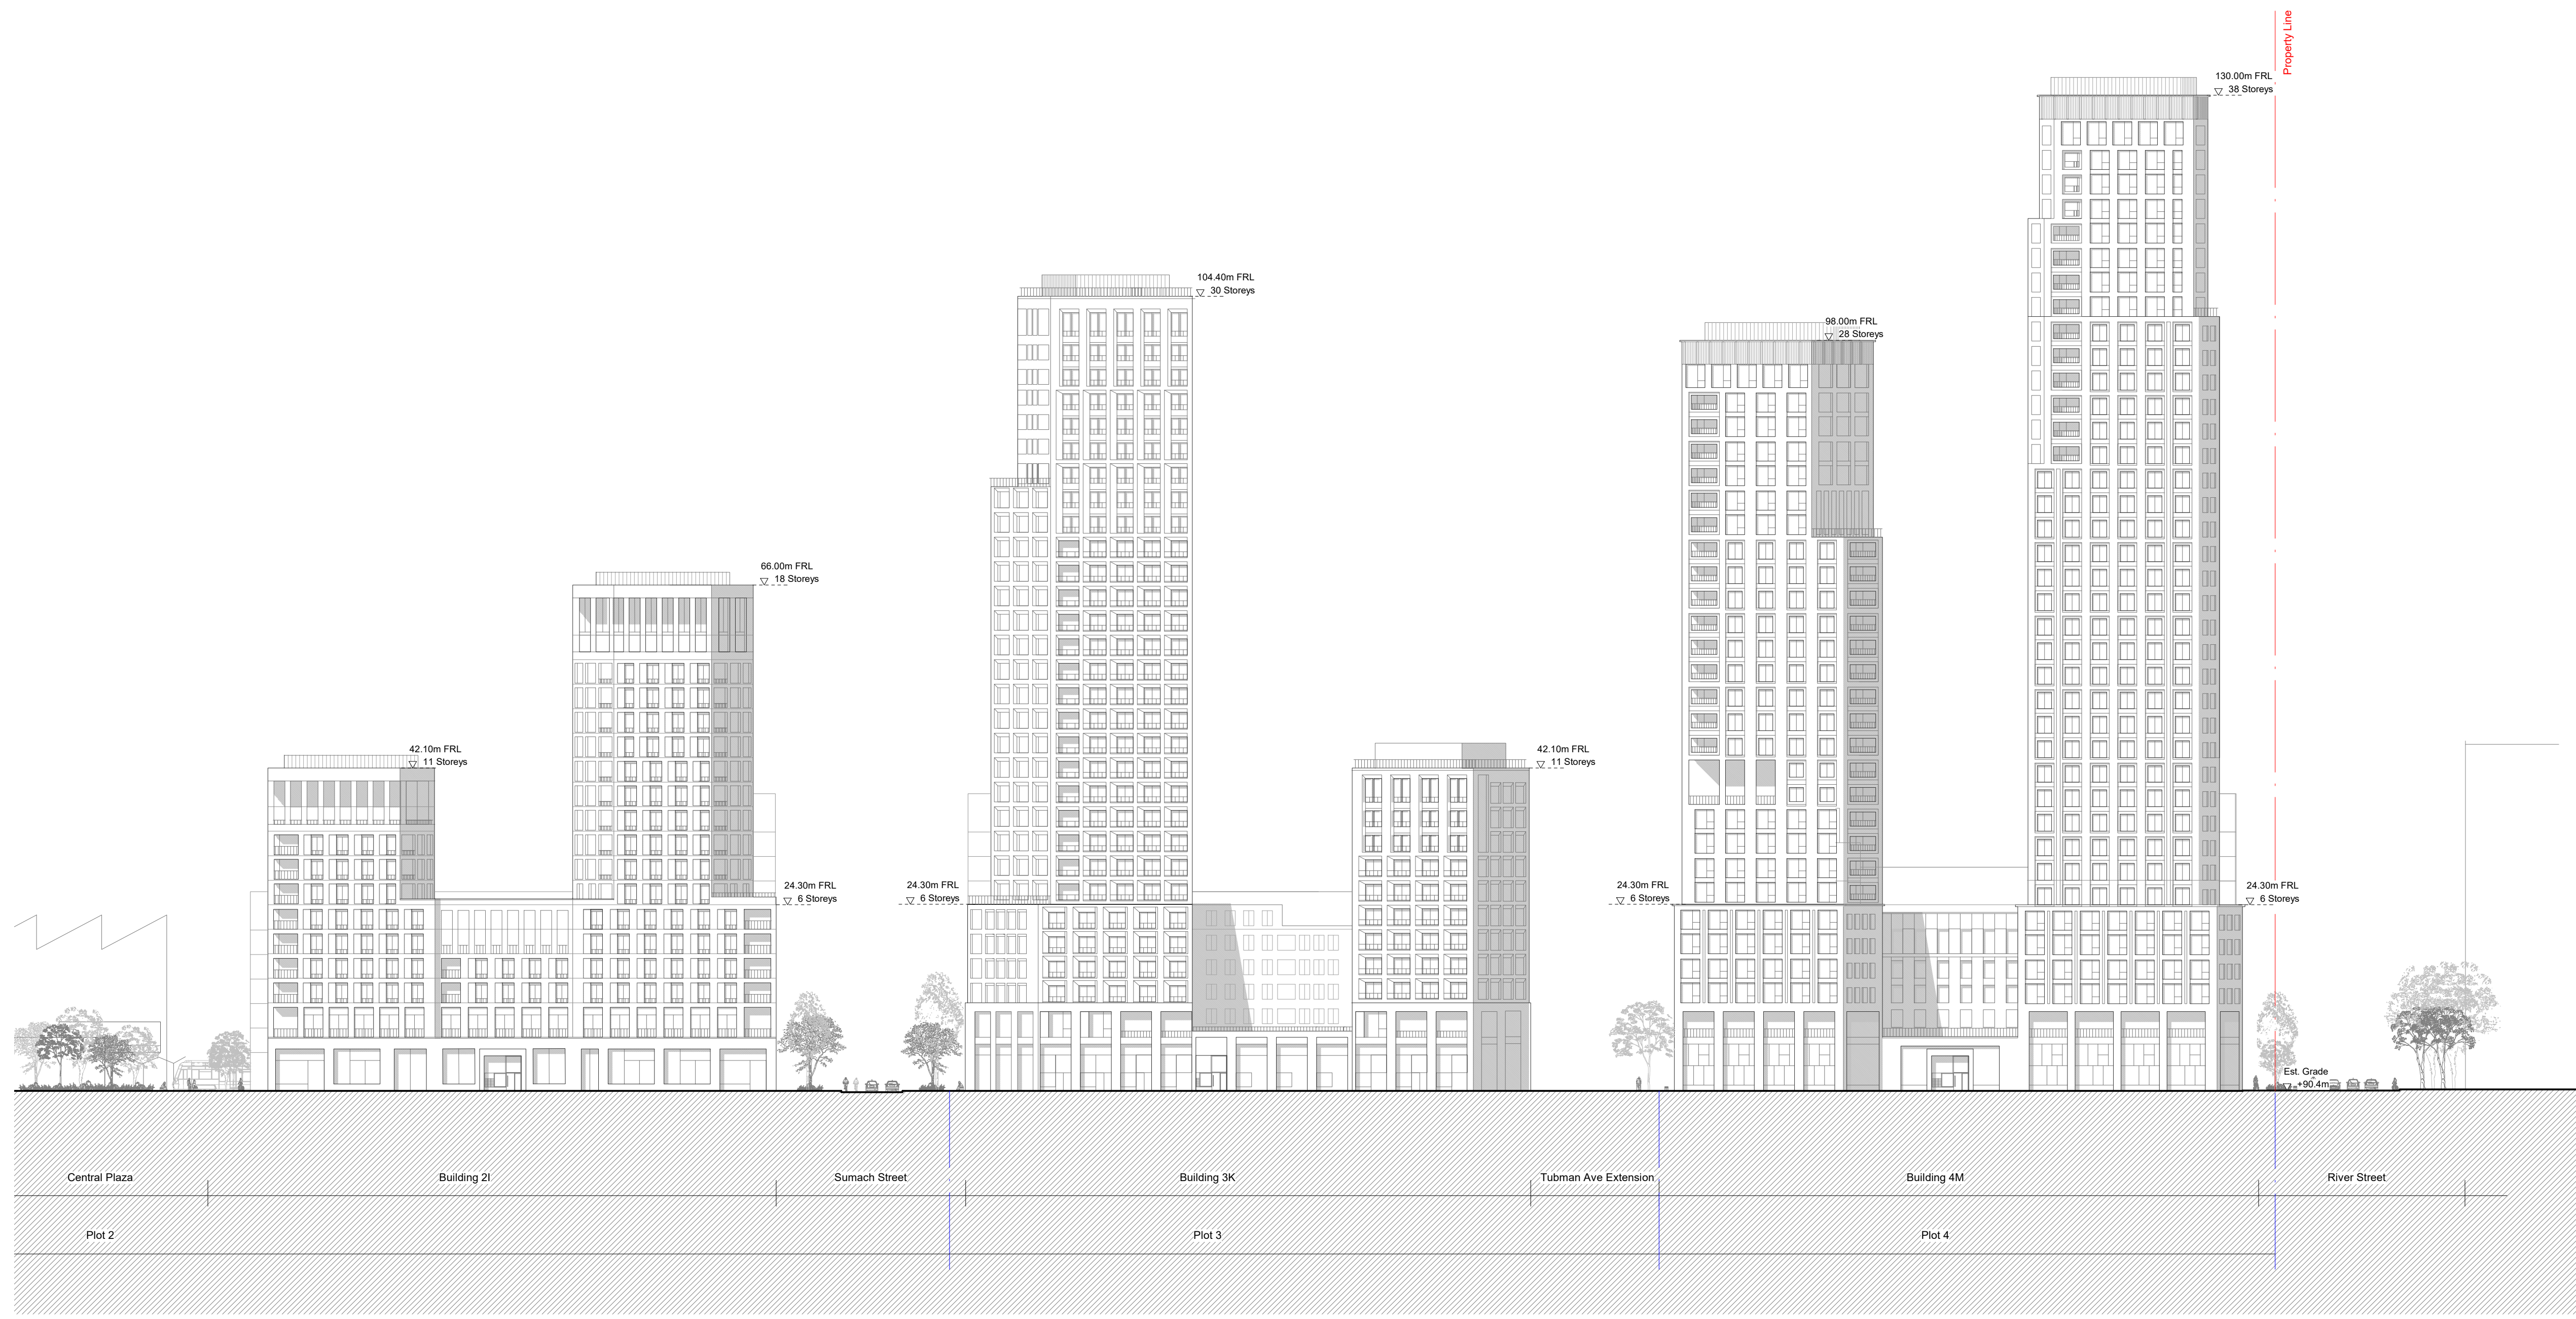 Property Line
130.00m FRL
38 Storeys
104.40m FRL
30 Storeys
98.00m FRL
28 Storeys
66.00m FRL
18 Storeys
42.10m FRL
11 Storeys
42.10m FRL
11 Storeys
24.30m FRL
6 Storeys
24.30m FRL
6 Storeys
24.30m FRL
6 Storeys
24.30m FRL
6 Storeys
Est. Grade
+90.4m
Central Plaza
Building 2I
Sumach Street
Building 3K
Tubman Ave Extension
Building 4M
River Street
Plot 2
Plot 3
Plot 4